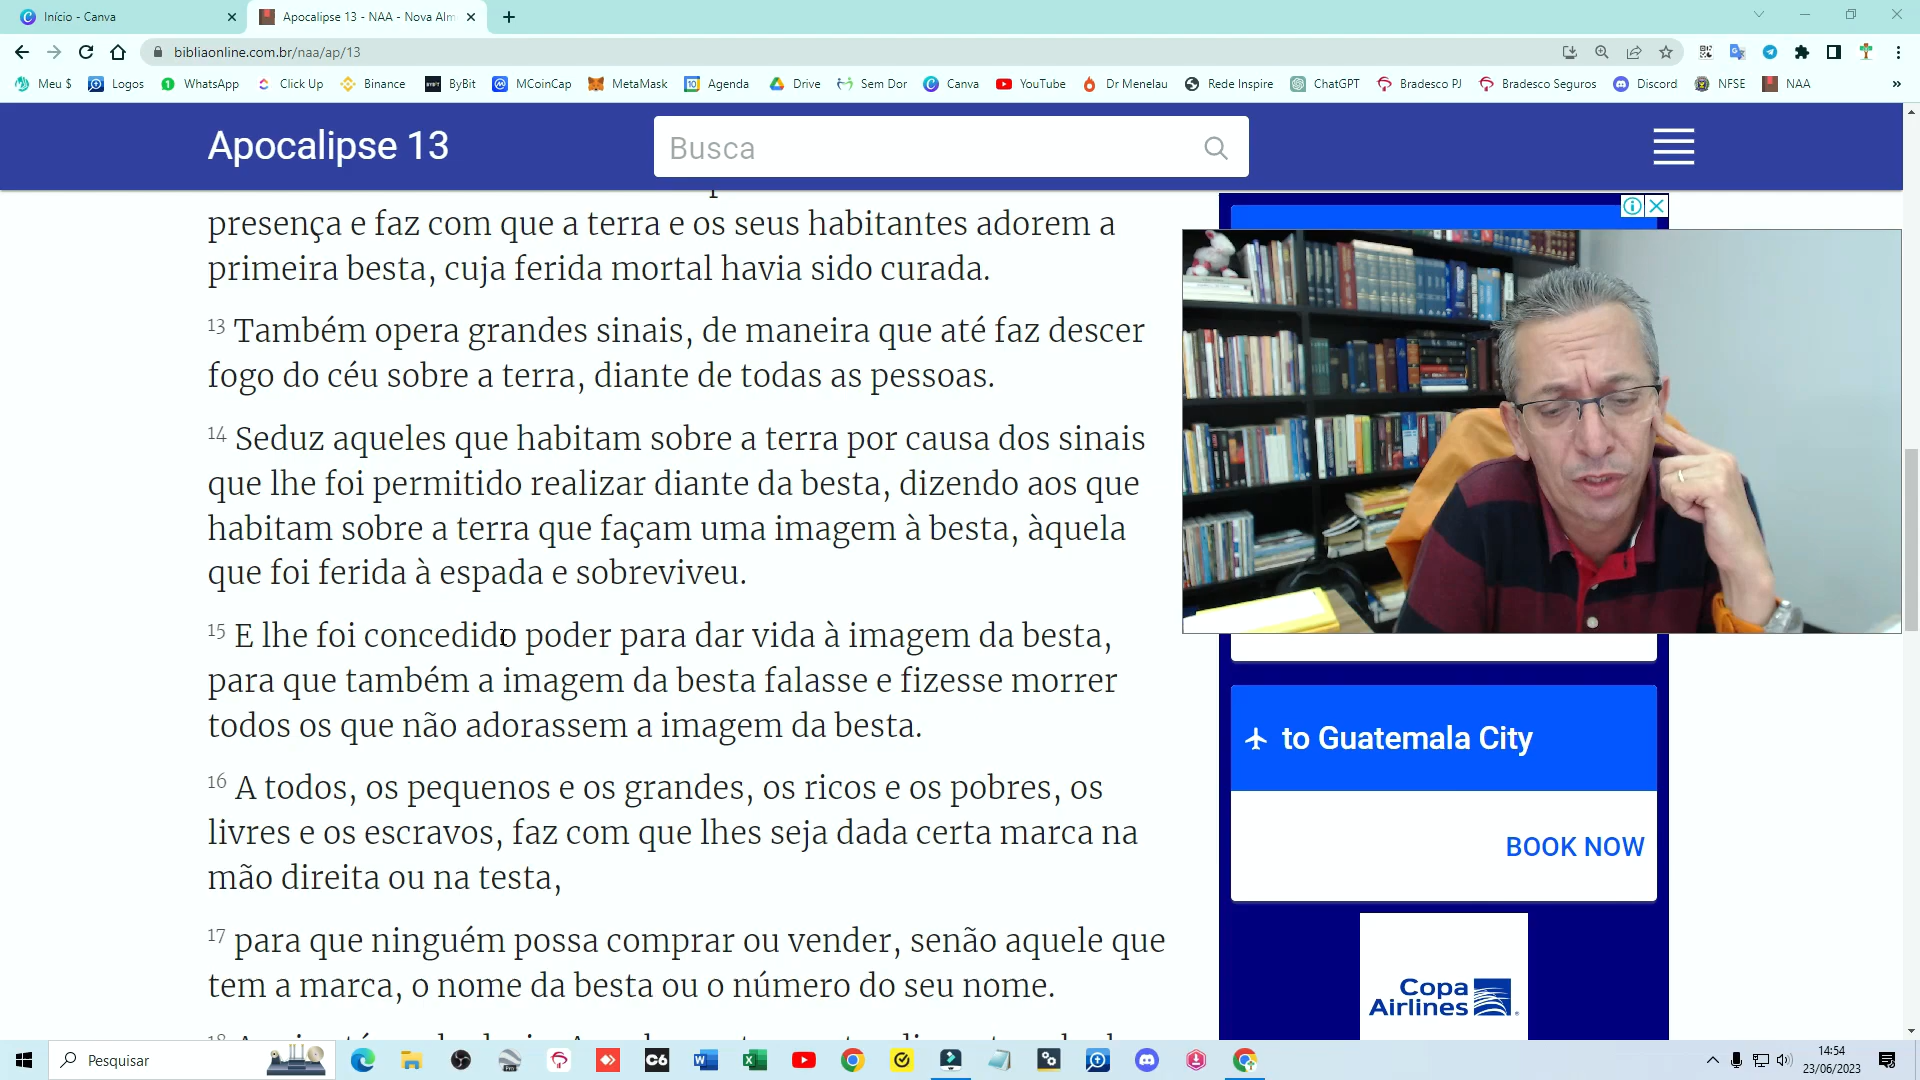 Início - Canva
Apocalipse 13 - NAA - Nova Alm
bibliaonline.com.br/naa/ap/13
Meu $ Logos WhatsApp Click Up Binance ByBit MCoinCap MetaMask Agenda Drive Sem Dor Canva YouTube Dr Menelau Rede Inspire ChatGPT Bradesco PJ Bradesco Seguros Discord NFSE NAA
Apocalipse 13
Busca
presença e faz com que a terra e os seus habitantes adorem a
primeira besta, cuja ferida mortal havia sido curada.
13 Também opera grandes sinais, de maneira que até faz descer
fogo do céu sobre a terra, diante de todas as pessoas.
14 Seduz aqueles que habitam sobre a terra por causa dos sinais
que lhe foi permitido realizar diante da besta, dizendo aos que
habitam sobre a terra que façam uma imagem à besta, àquela
que foi ferida à espada e sobreviveu.
15 E lhe foi concedido poder para dar vida à imagem da besta,
para que também a imagem da besta falasse e fizesse morrer
todos os que não adorassem a imagem da besta.
16 A todos, os pequenos e os grandes, os ricos e os pobres, os
livres e os escravos, faz com que lhes seja dada certa marca na
mão direita ou na testa,
17 para que ninguém possa comprar ou vender, senão aquele que
tem a marca, o nome da besta ou o número do seu nome.
to Guatemala City
BOOK NOW
Copa
Airlines
Pesquisar
C6
14:54
23/06/2023